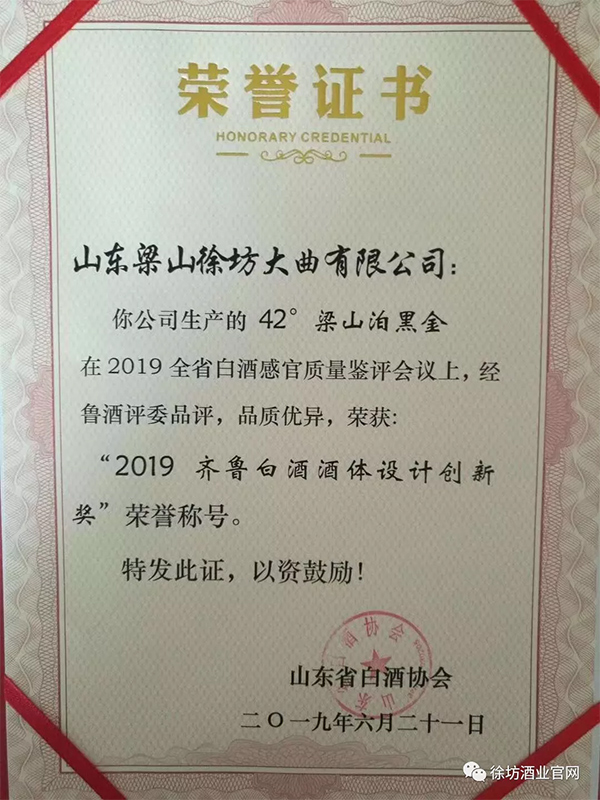 荣誉证书
HONORARY CREDENTIAL
山东梁山徐坊大曲有限公司：
你公司生产的 42° 梁山泊黑金
在2019全省白酒感官质量鉴评会议上，经
鲁酒评委品评，品质优异，荣获：
“2019 齐鲁白酒酒体设计创新
奖”荣誉称号。
特发此证，以资鼓励！
山东省白酒协会
二〇一九年六月二十一日
徐坊酒业官网